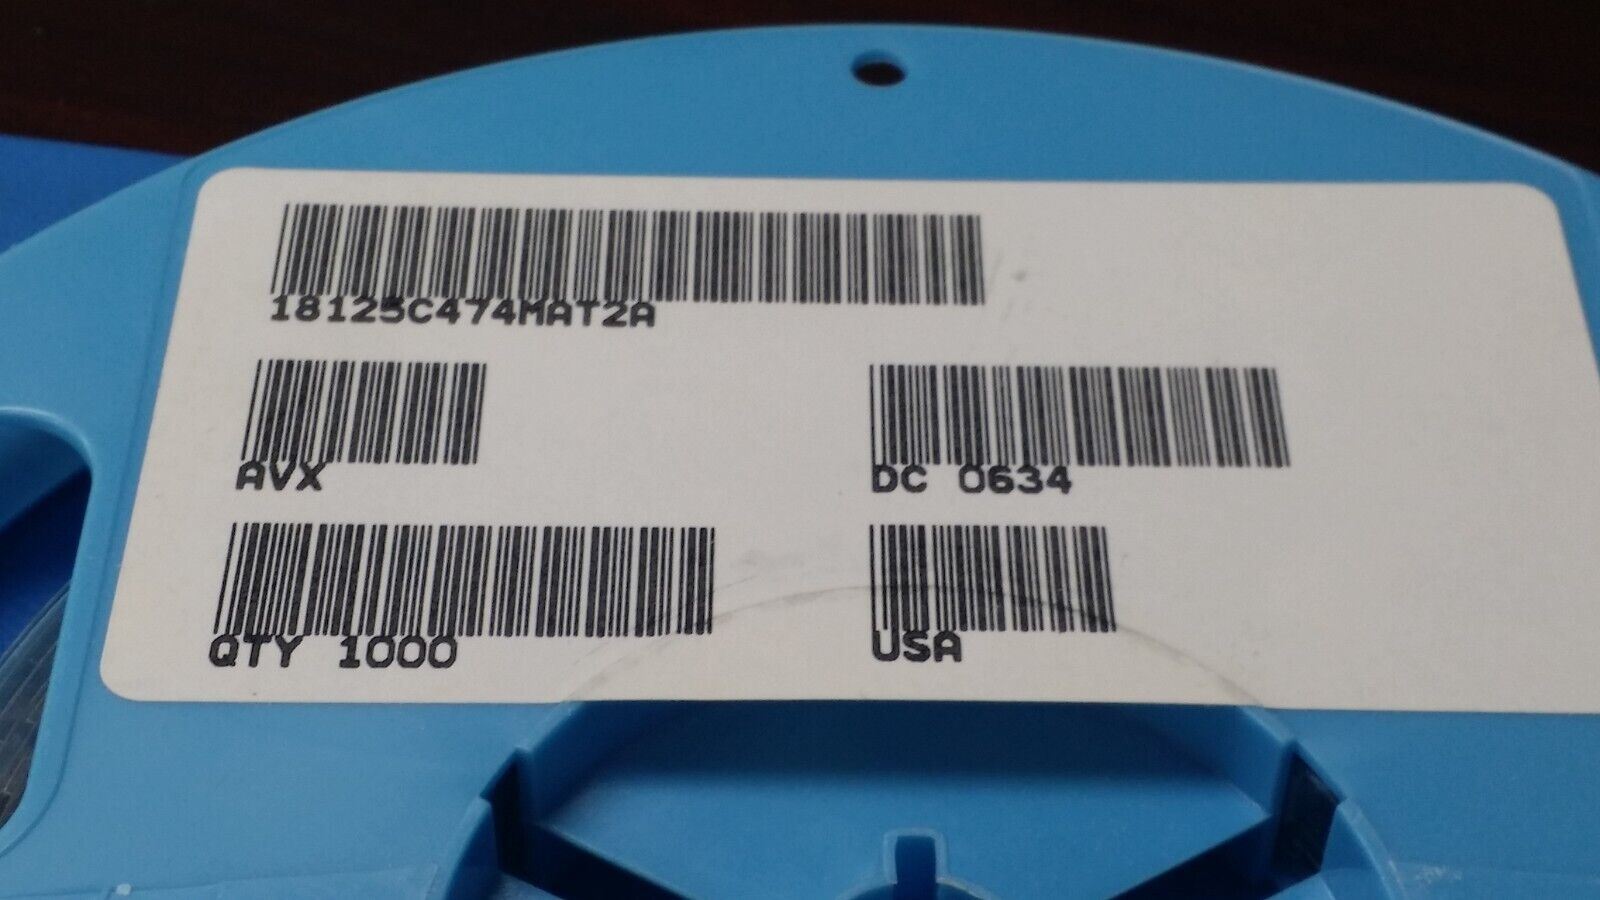 18125C474MAT2A
AVX
DC 0634
QTY 1000
USA